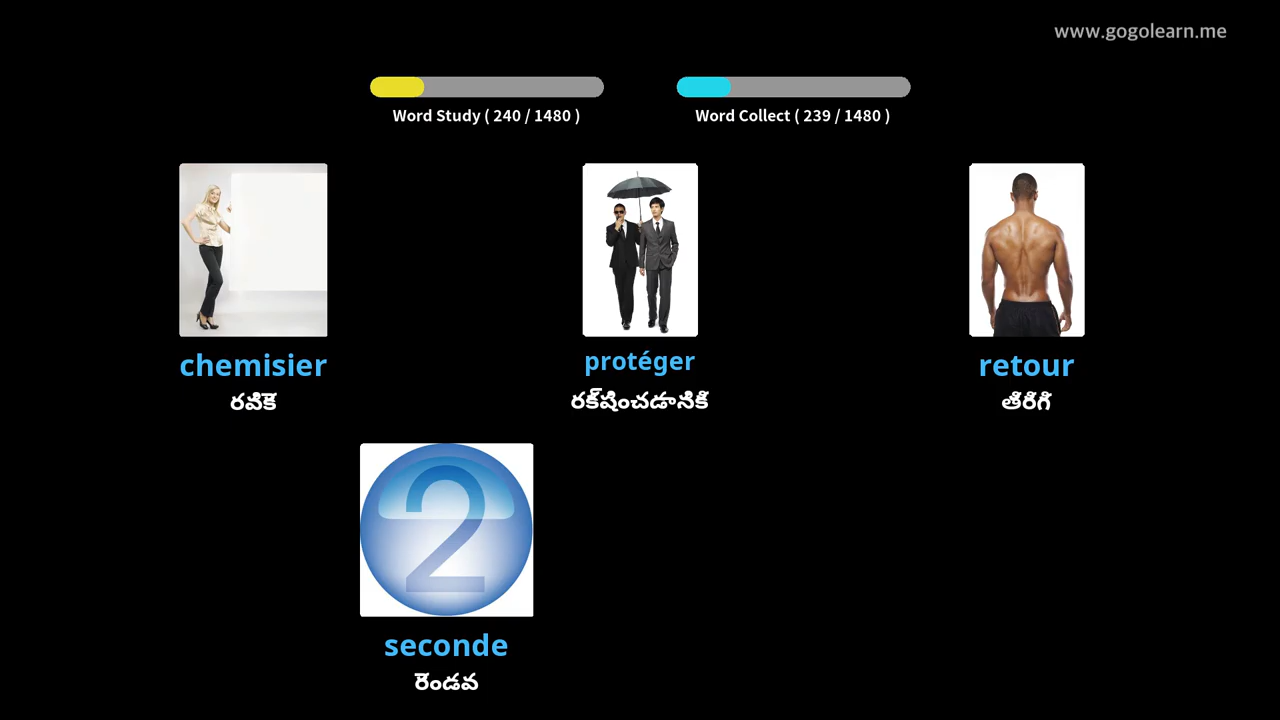 www.gogolearn.me
Word Study ( 240 / 1480 )
Word Collect ( 239 / 1480 )
chemisier
రవికె
protéger
రక్షించడానికి
retour
తిరిగి
2
seconde
రెండవ